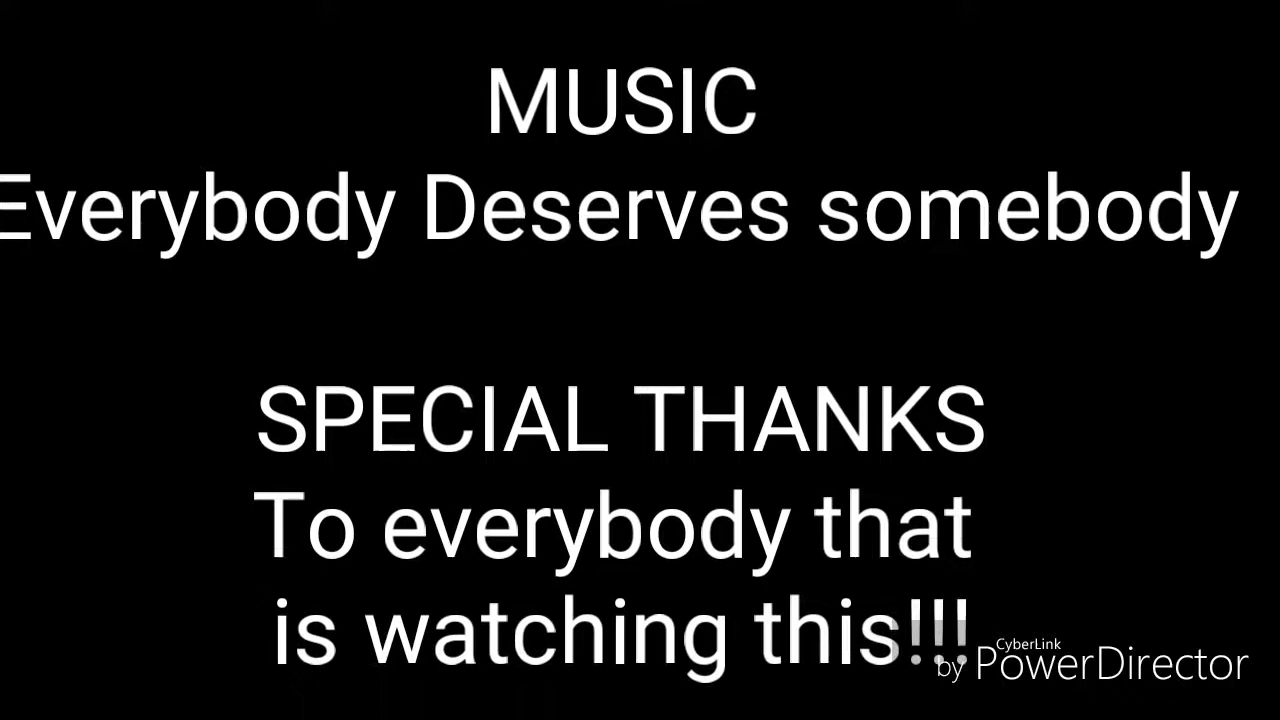 MUSIC
Everybody Deserves somebody
SPECIAL THANKS
To everybody that
is watching this!!!
CyberLink
by PowerDirector